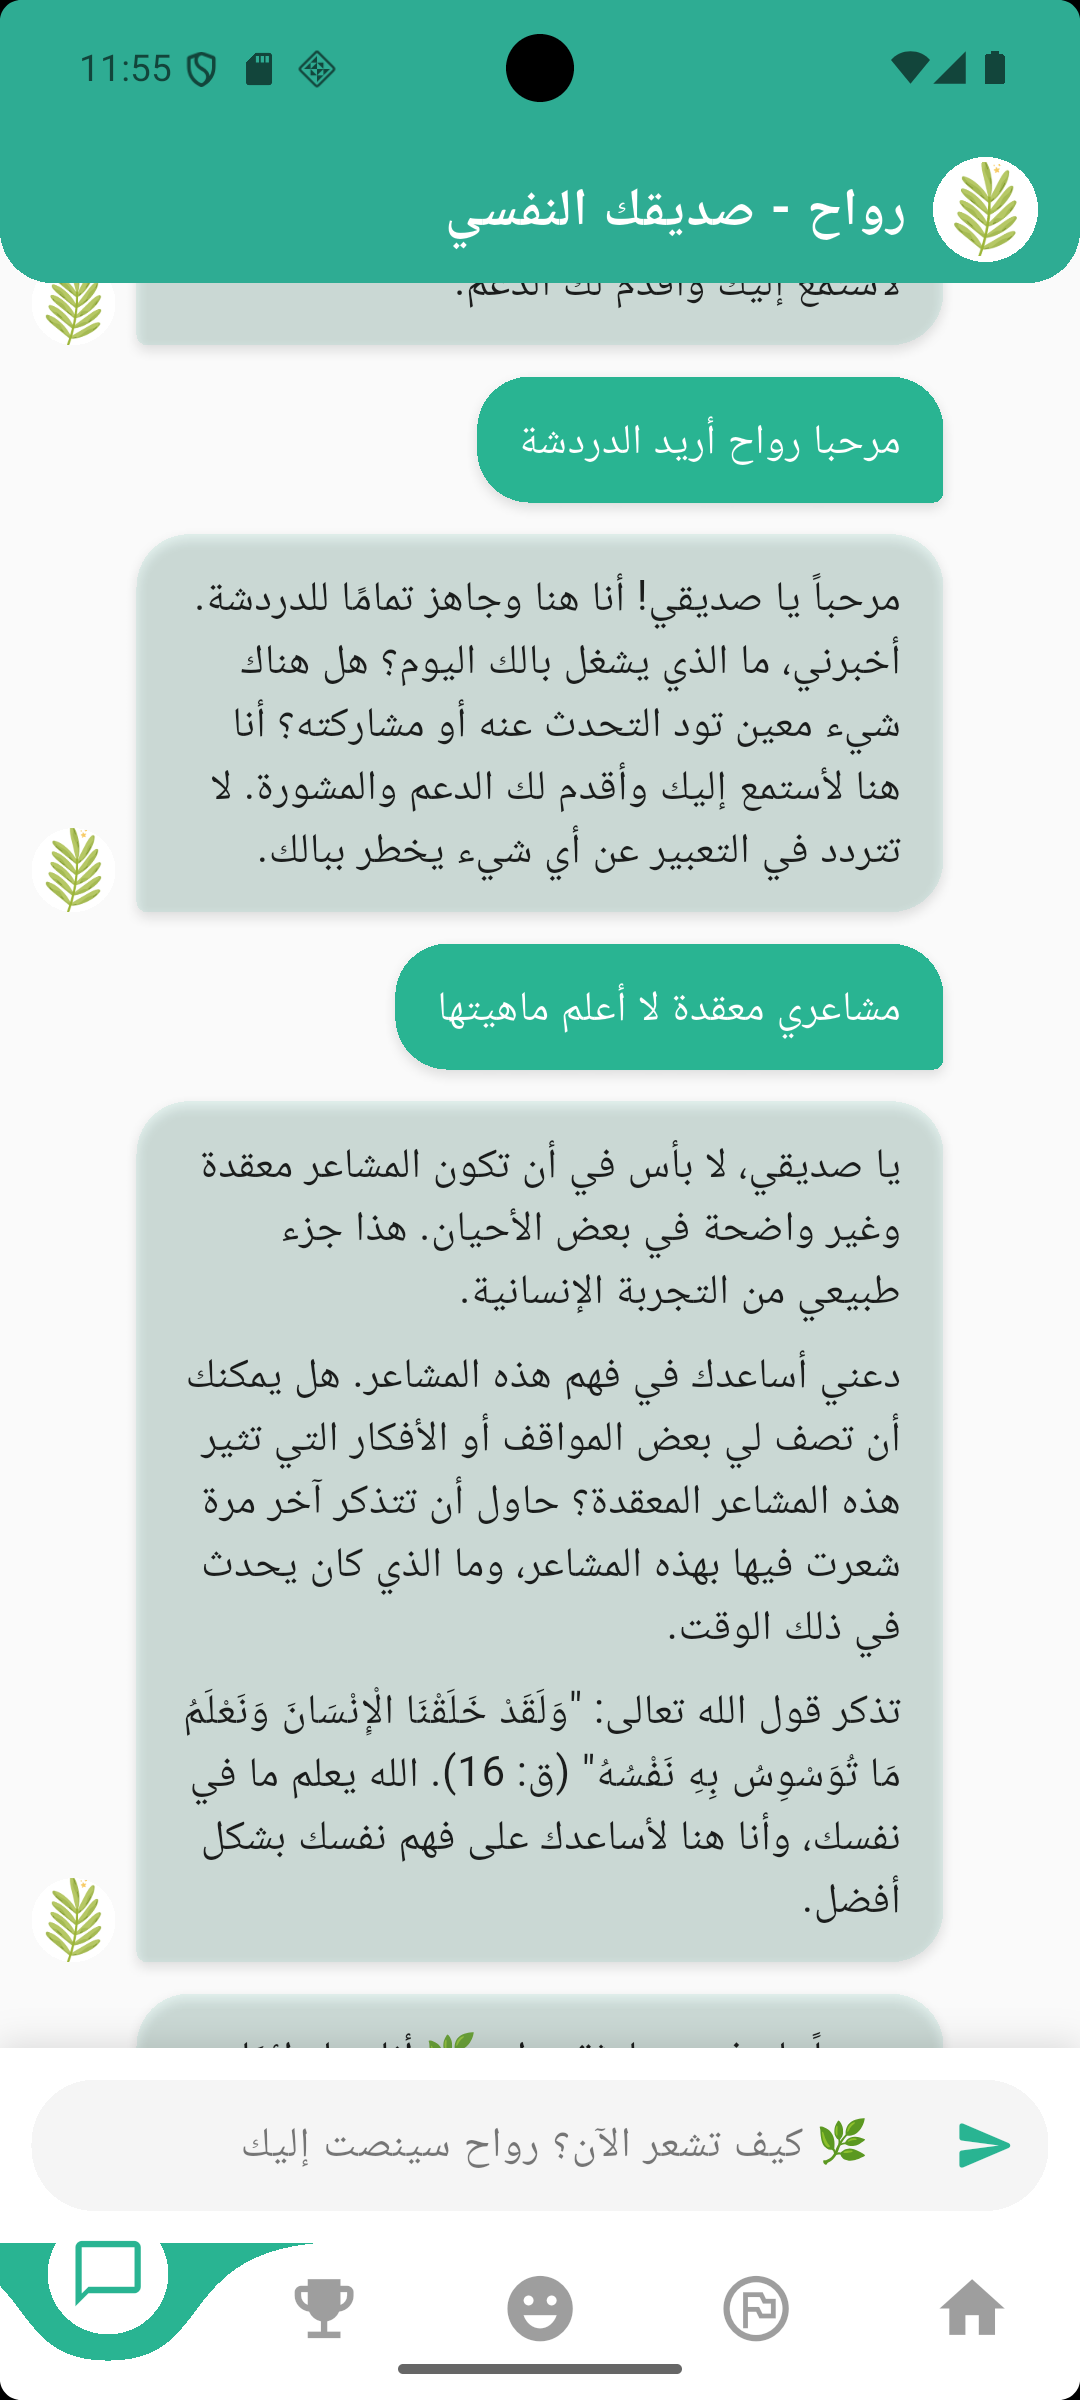 11:55
رواح - صديقك النفسي
لأستمع إليك وأقدم لك الدعم.
مرحبا رواح أريد الدردشة
مرحباً يا صديقي! أنا هنا وجاهز تمامًا للدردشة.
أخبرني، ما الذي يشغل بالك اليوم؟ هل هناك
شيء معين تود التحدث عنه أو مشاركته؟ أنا
هنا لأستمع إليك وأقدم لك الدعم والمشورة. لا
تتردد في التعبير عن أي شيء يخطر ببالك.
مشاعري معقدة لا أعلم ماهيتها
يا صديقي، لا بأس في أن تكون المشاعر معقدة
وغير واضحة في بعض الأحيان. هذا جزء
طبيعي من التجربة الإنسانية.
دعني أساعدك في فهم هذه المشاعر. هل يمكنك
أن تصف لي بعض المواقف أو الأفكار التي تثير
هذه المشاعر المعقدة؟ حاول أن تتذكر آخر مرة
شعرت فيها بهذه المشاعر، وما الذي كان يحدث
في ذلك الوقت.
تذكر قول الله تعالى: "وَلَقَدْ خَلَقْنَا الْإِنْسَانَ وَنَعْلَمُ
مَا تُوَسْوِسُ بِهِ نَفْسُهُ" (ق: 16). الله يعلم ما في
نفسك، وأنا هنا لأساعدك على فهم نفسك بشكل
أفضل.
🌿 كيف تشعر الآن؟ رواح سينصت إليك